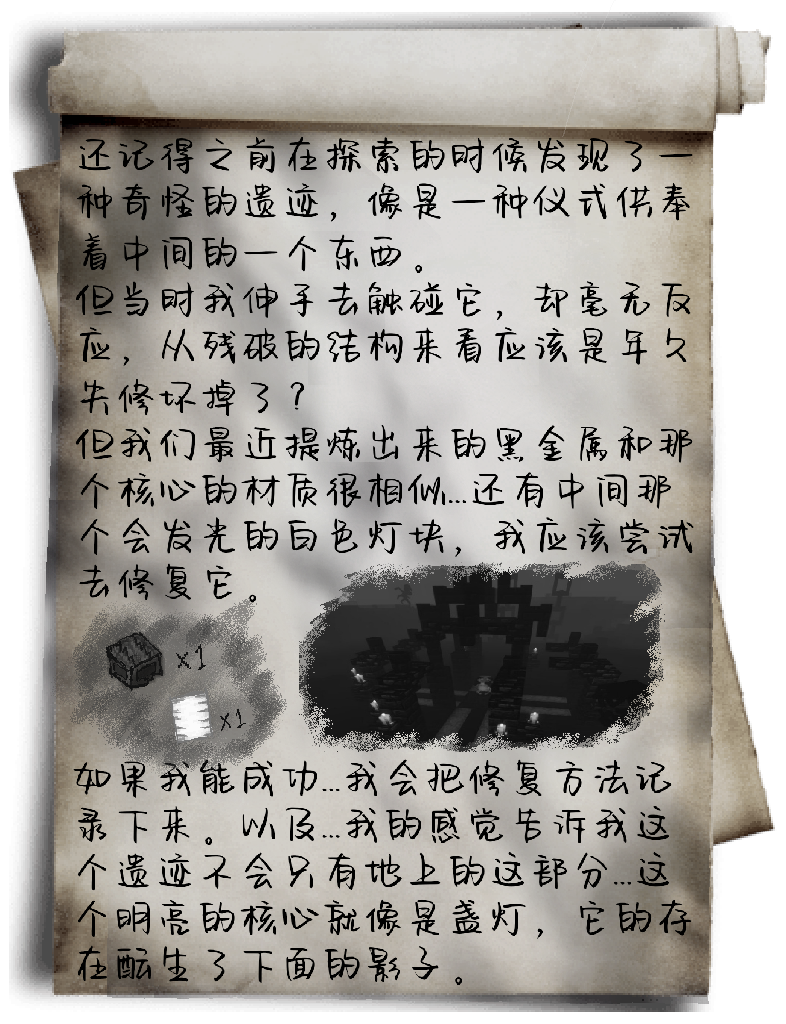 还记得之前在探索的时候发现了一
种奇怪的遗迹，像是一种仪式供奉
着中间的一个东西。
但当时我伸手去触碰它，却毫无反
应，从残破的结构来看应该是年久
失修坏掉了？
但我们最近提炼出来的黑金属和那
个核心的材质很相似...还有中间那
个会发光的白色灯块，我应该尝试
去修复它。
x1
x1
如果我能成功...我会把修复方法记
录下来。以及...我的感觉告诉我这
个遗迹不会只有地上的这部分...这
个明亮的核心就像是盏灯，它的存
在酝生了下面的影子。